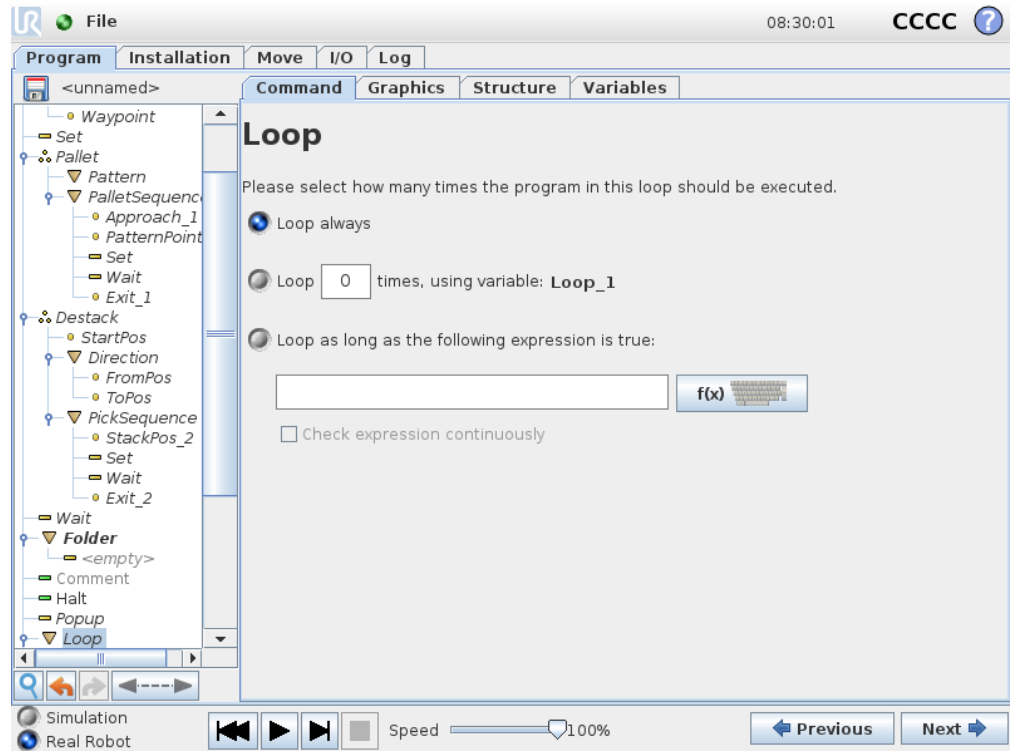 UR File 08:30:01 CCCC ?
Program Installation Move I/O Log
<unnamed> Command Graphics Structure Variables
Waypoint
Set
Pallet
Pattern
PalletSequenc
Approach_1
PatternPoint
Set
Wait
Exit_1
Destack
StartPos
Direction
FromPos
ToPos
PickSequence
StackPos_2
Set
Wait
Exit_2
Wait
Folder
<empty>
Comment
Halt
Popup
Loop
Loop
Please select how many times the program in this loop should be executed.
Loop always
Loop 0 times, using variable: Loop_1
Loop as long as the following expression is true:
f(x)
Check expression continuously
Simulation
Real Robot
Speed 100%
Previous Next